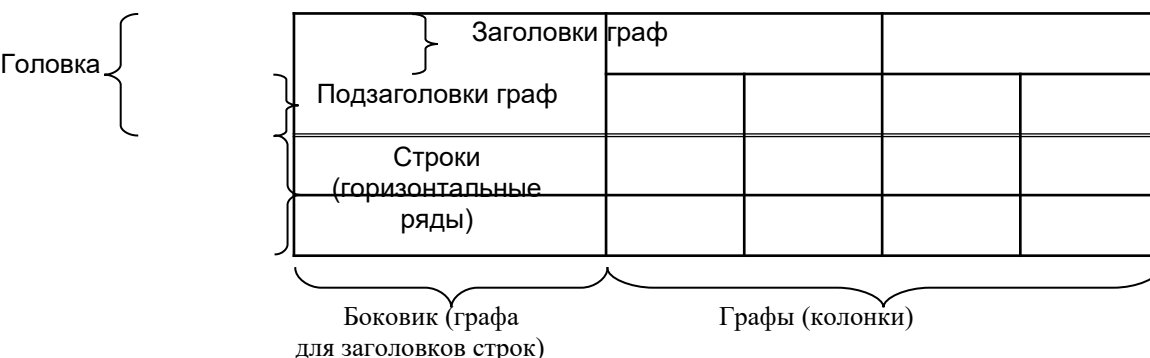 Заголовки граф
Головка
Подзаголовки граф
Строки
(горизонтальные
ряды)
Боковик (графа
для заголовков строк)
Графы (колонки)